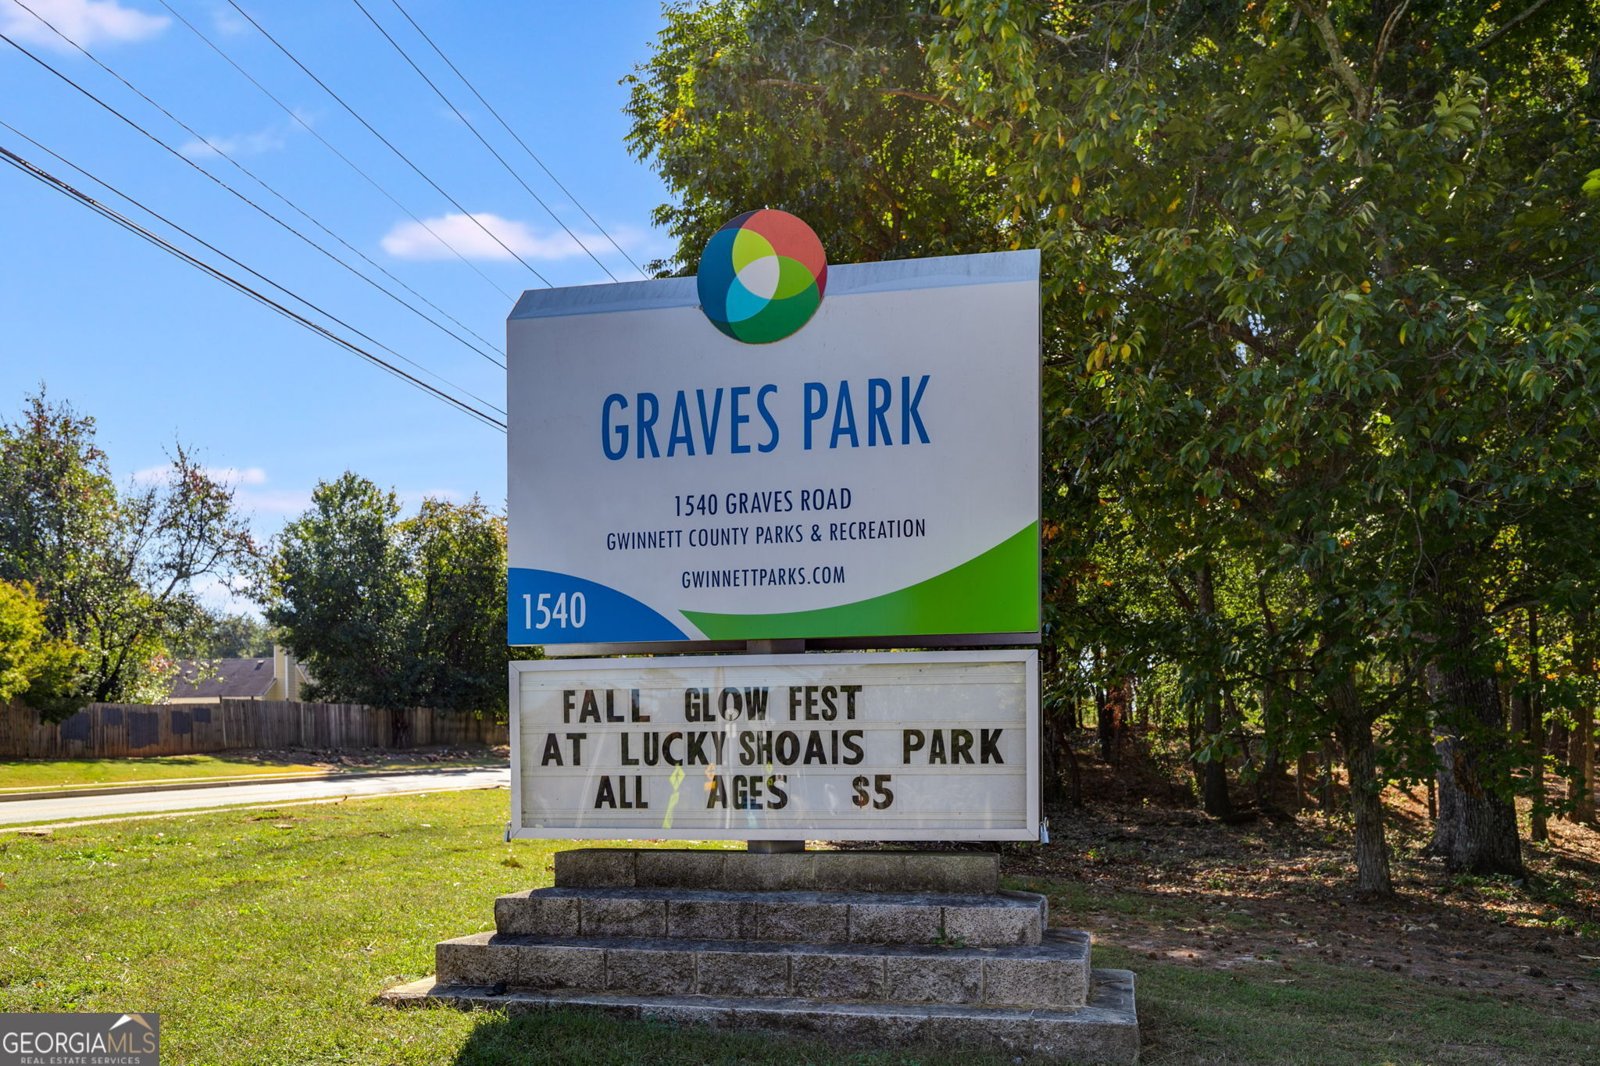 GRAVES PARK
1540 GRAVES ROAD
GWINNETT COUNTY PARKS & RECREATION
GWINNETTPARKS.COM
1540
FALL GLOW FEST
AT LUCKY SHOAIS PARK
ALL AGES $5
GEORGIAMLS
REAL ESTATE SERVICES